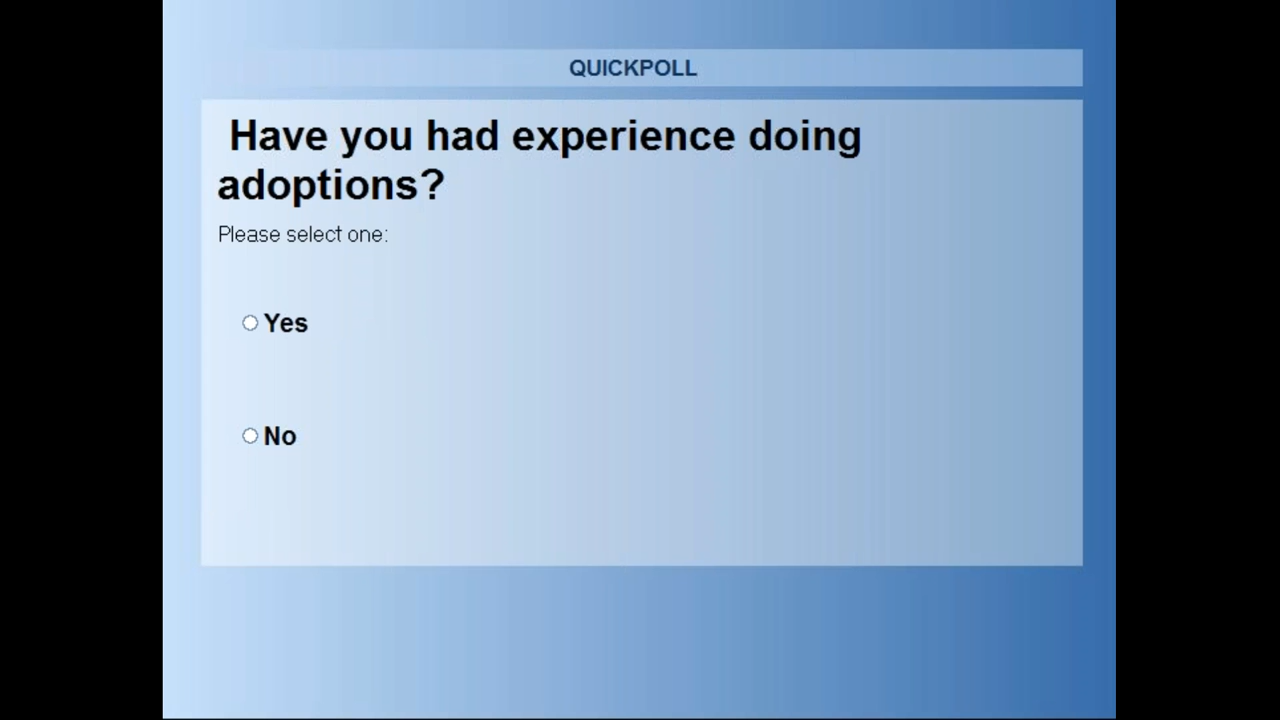 QUICKPOLL
Have you had experience doing
adoptions?
Please select one:
Yes
No